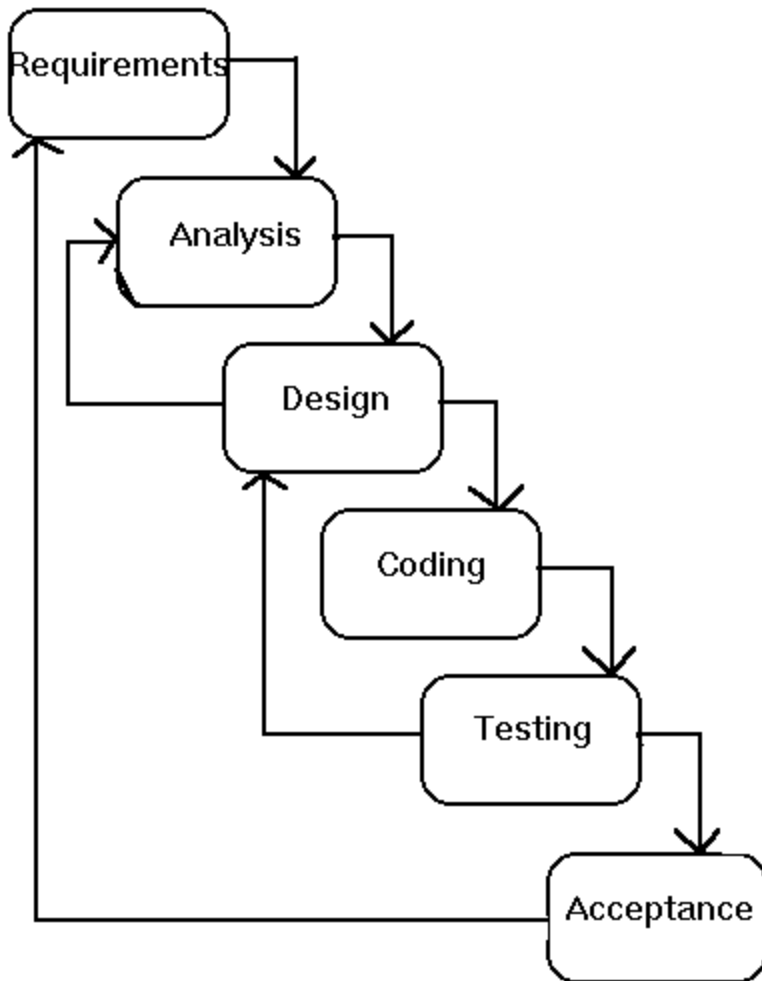 Requirements
Analysis
Design
Coding
Testing
Acceptance